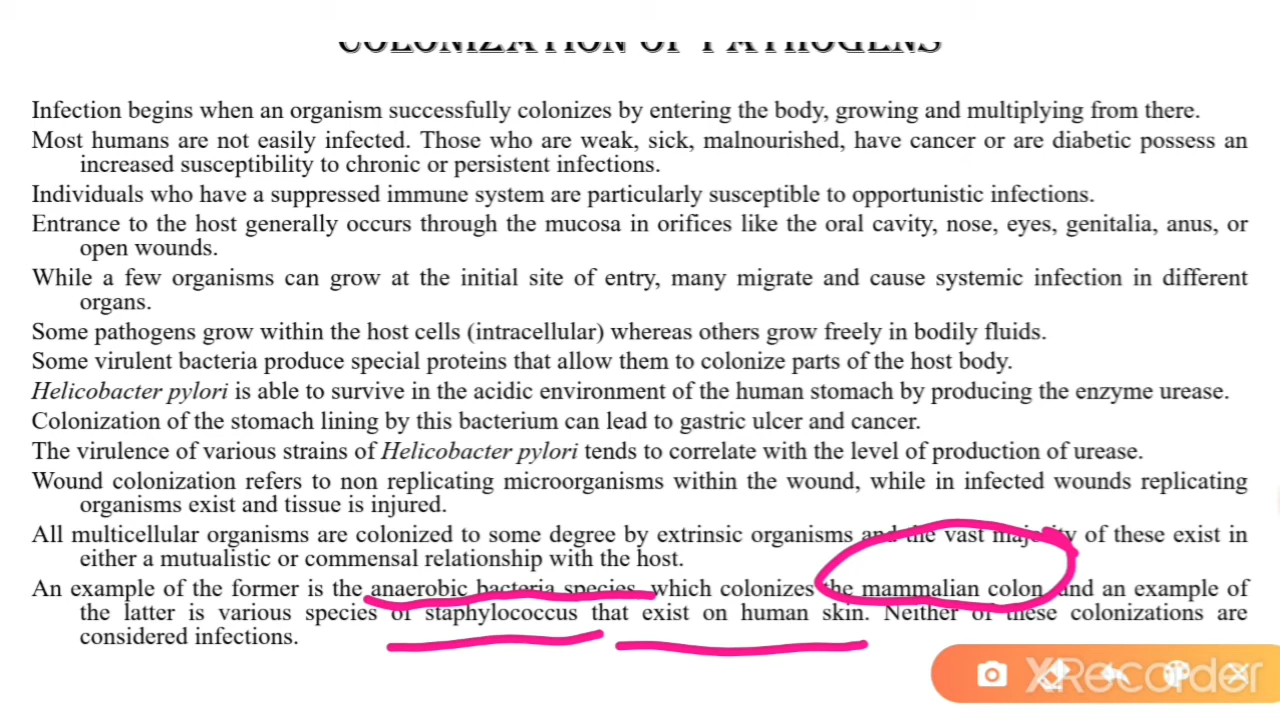 COLONIZATION OF PATHOGENS
Infection begins when an organism successfully colonizes by entering the body, growing and multiplying from there.
Most humans are not easily infected. Those who are weak, sick, malnourished, have cancer or are diabetic possess an
increased susceptibility to chronic or persistent infections.
Individuals who have a suppressed immune system are particularly susceptible to opportunistic infections.
Entrance to the host generally occurs through the mucosa in orifices like the oral cavity, nose, eyes, genitalia, anus, or
open wounds.
While a few organisms can grow at the initial site of entry, many migrate and cause systemic infection in different
organs.
Some pathogens grow within the host cells (intracellular) whereas others grow freely in bodily fluids.
Some virulent bacteria produce special proteins that allow them to colonize parts of the host body.
Helicobacter pylori is able to survive in the acidic environment of the human stomach by producing the enzyme urease.
Colonization of the stomach lining by this bacterium can lead to gastric ulcer and cancer.
The virulence of various strains of Helicobacter pylori tends to correlate with the level of production of urease.
Wound colonization refers to non replicating microorganisms within the wound, while in infected wounds replicating
organisms exist and tissue is injured.
All multicellular organisms are colonized to some degree by extrinsic organisms and the vast majority of these exist in
either a mutualistic or commensal relationship with the host.
An example of the former is the anaerobic bacteria species, which colonizes the mammalian colon, and an example of
the latter is various species of staphylococcus that exist on human skin. Neither of these colonizations are
considered infections.
XRecorder